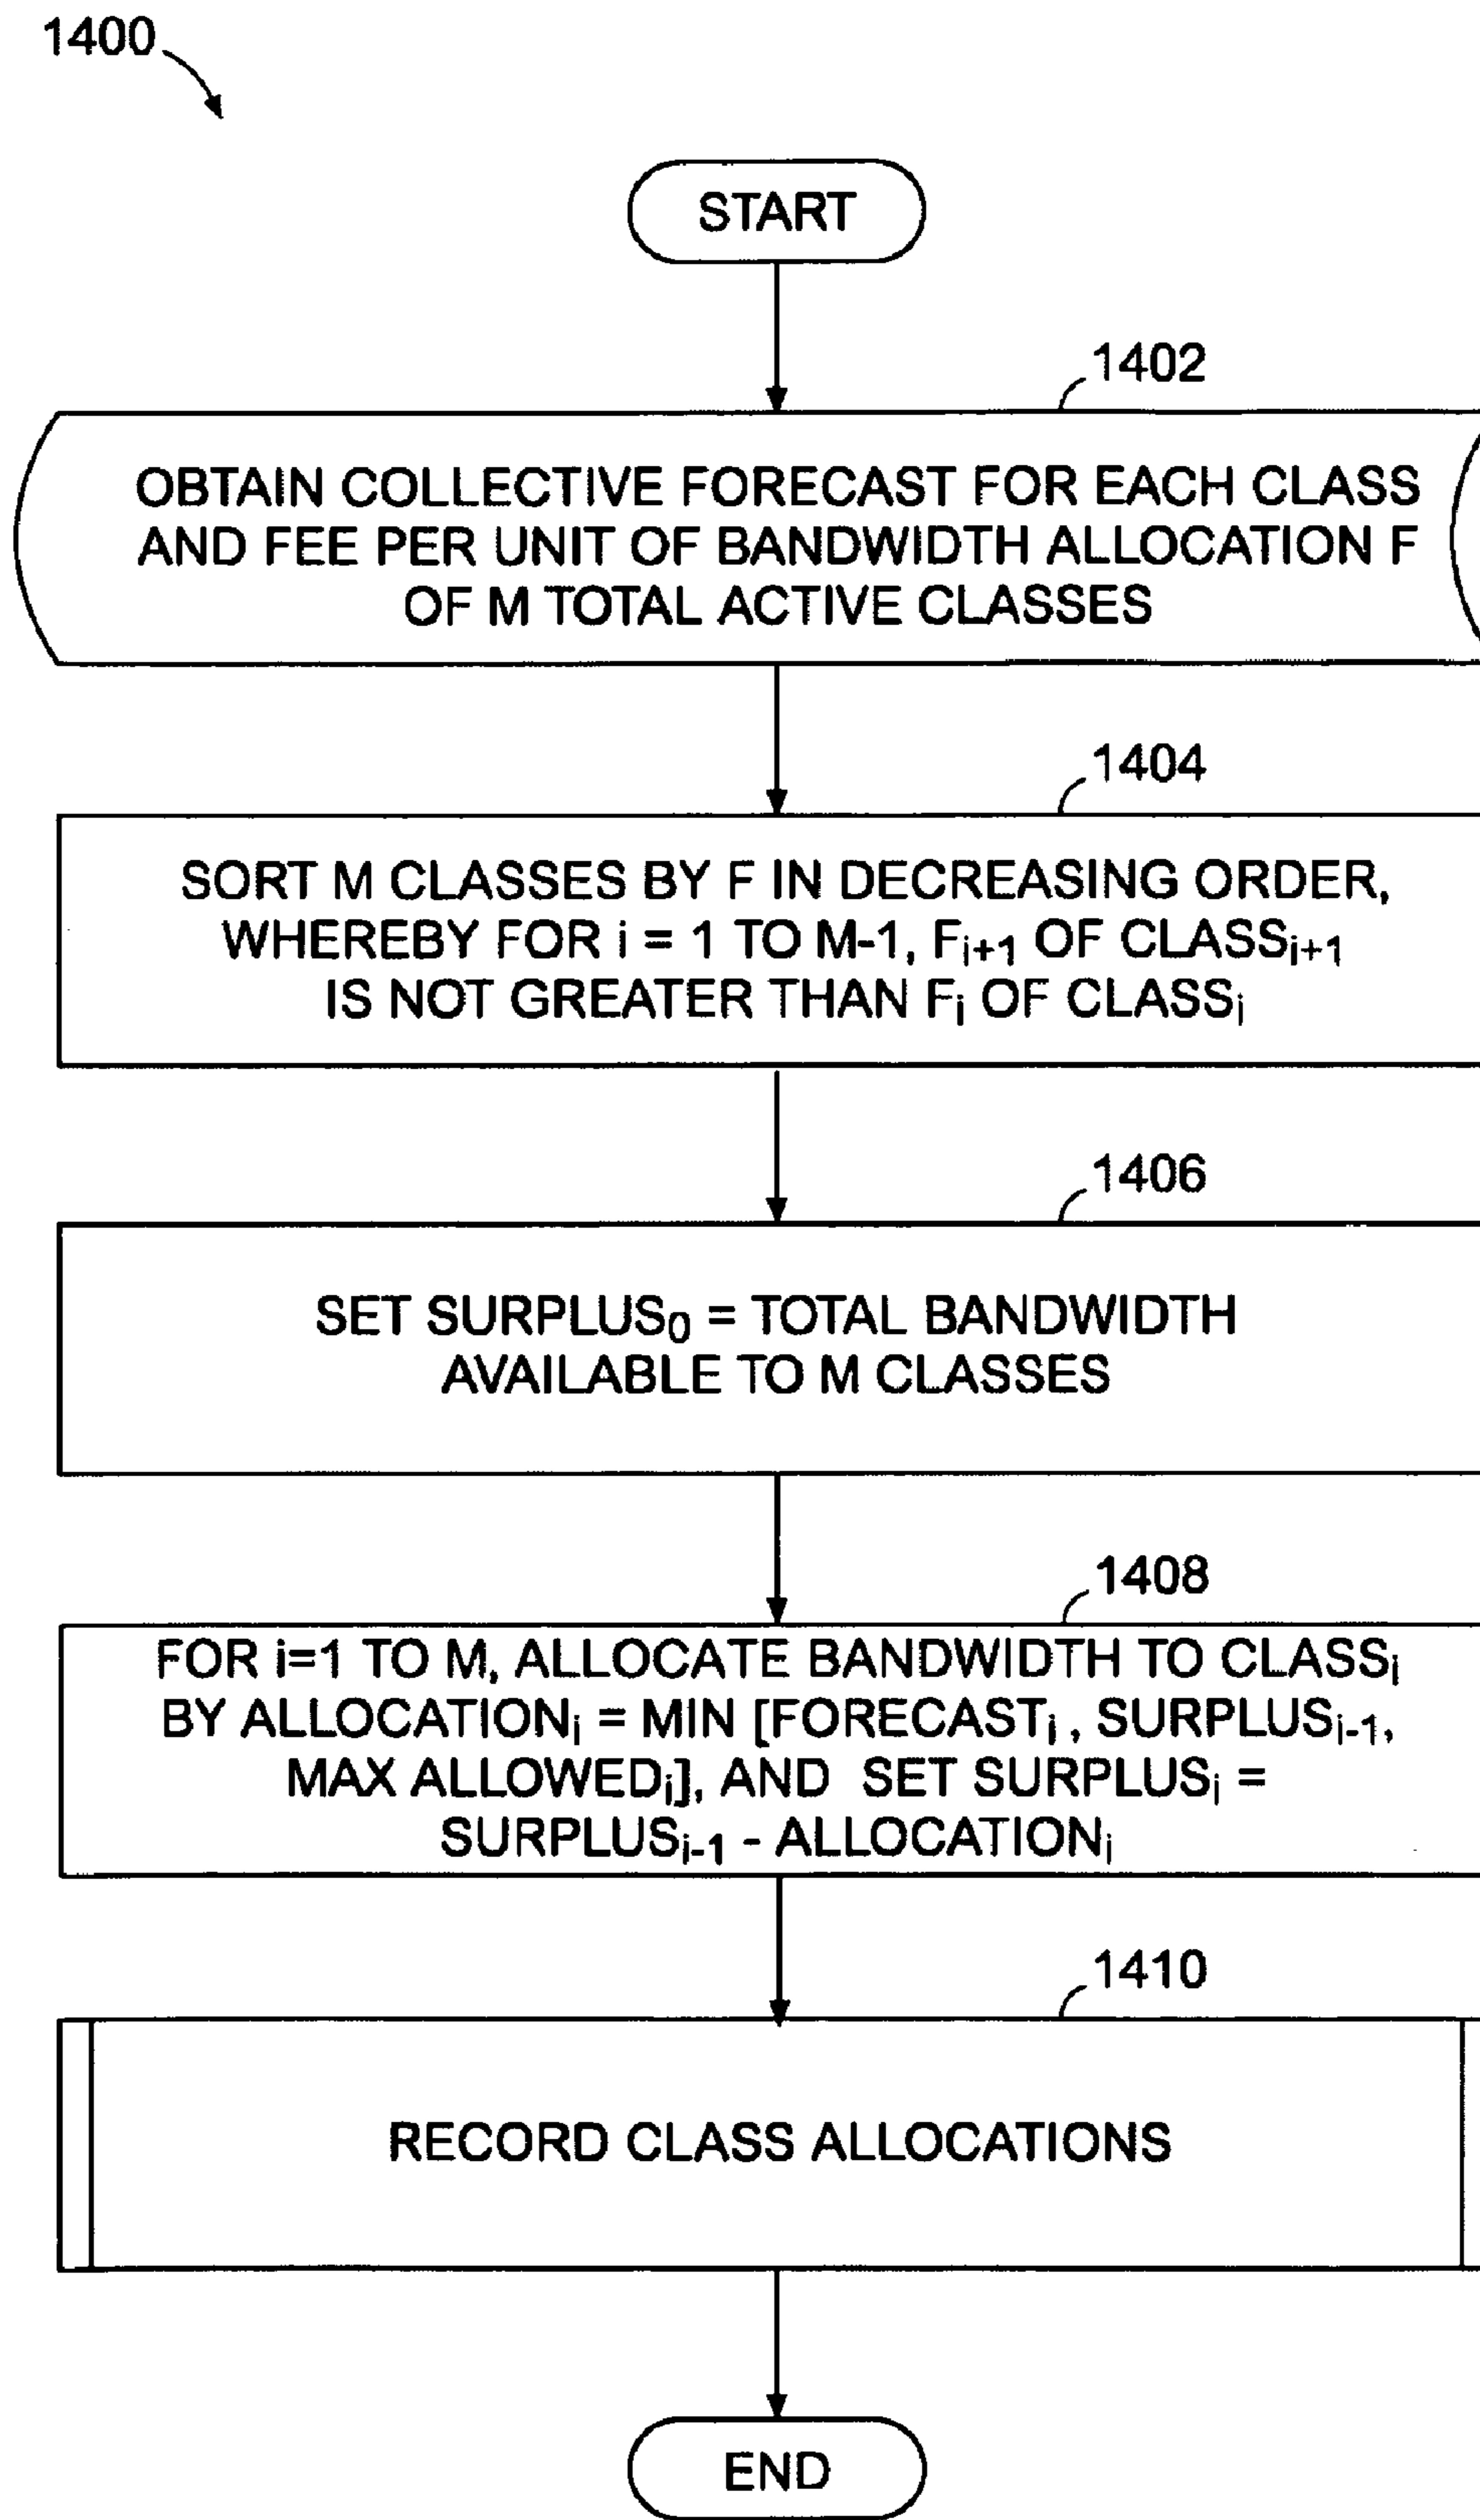 1400
START
1402
OBTAIN COLLECTIVE FORECAST FOR EACH CLASS
AND FEE PER UNIT OF BANDWIDTH ALLOCATION F
OF M TOTAL ACTIVE CLASSES
1404
SORT M CLASSES BY F IN DECREASING ORDER,
WHEREBY FOR i = 1 TO M-1, Fi+1 OF CLASSi+1
IS NOT GREATER THAN Fi OF CLASSi
1406
SET SURPLUS0 = TOTAL BANDWIDTH
AVAILABLE TO M CLASSES
1408
FOR i=1 TO M, ALLOCATE BANDWIDTH TO CLASSi
BY ALLOCATIONi = MIN [FORECASTi , SURPLUSi-1,
MAX ALLOWEDi], AND SET SURPLUSi =
SURPLUSi-1 - ALLOCATIONi
1410
RECORD CLASS ALLOCATIONS
END